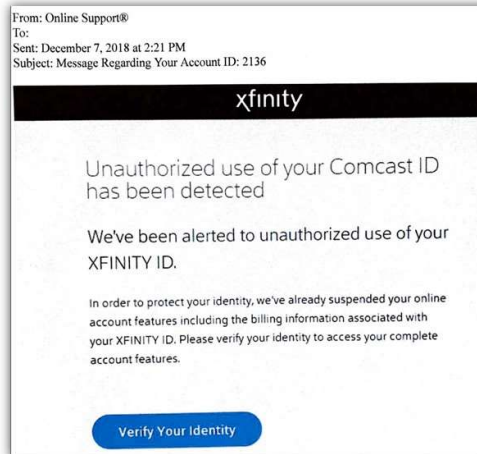 From: Online Support®
To:
Sent: December 7, 2018 at 2:21 PM
Subject: Message Regarding Your Account ID: 2136
xfinity
Unauthorized use of your Comcast ID
has been detected
We've been alerted to unauthorized use of your
XFINITY ID.
In order to protect your identity, we've already suspended your online
account features including the billing information associated with
your XFINITY ID. Please verify your identity to access your complete
account features.
Verify Your Identity